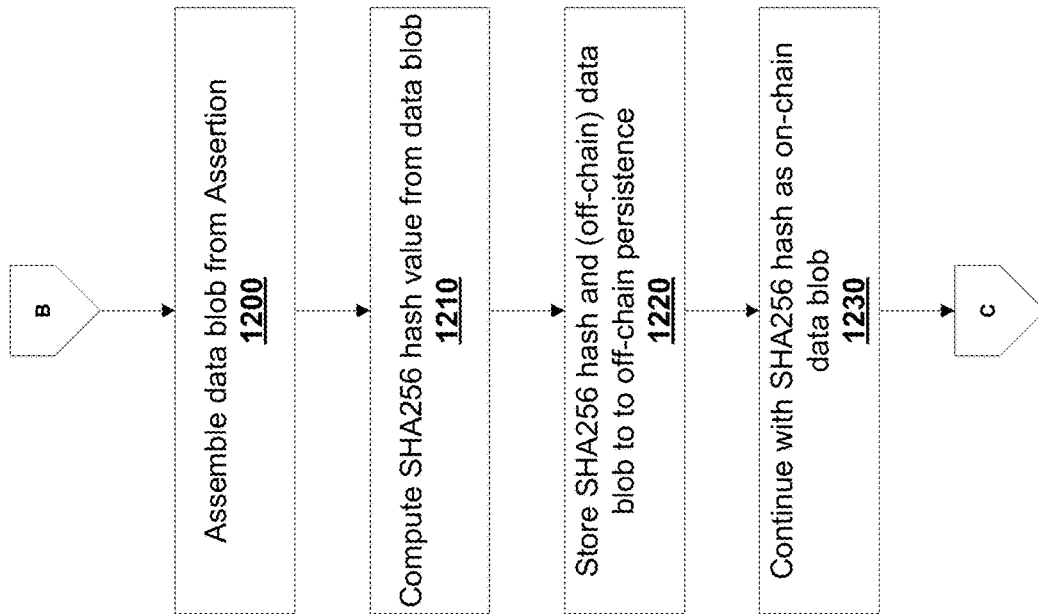 B
Assemble data blob from Assertion
1200
Compute SHA256 hash value from data blob
1210
Store SHA256 hash and (off-chain) data
blob to to off-chain persistence
1220
Continue with SHA256 hash as on-chain
data blob
1230
C